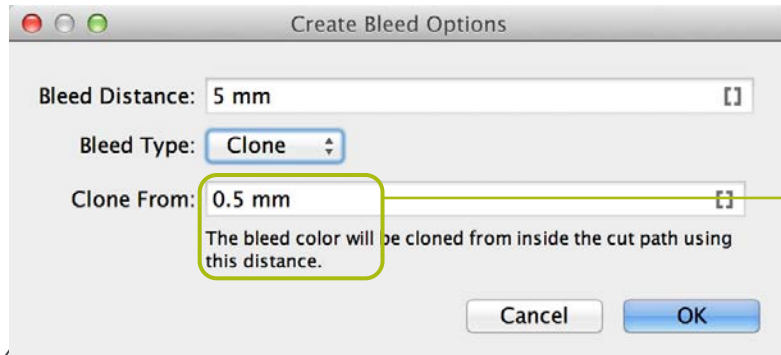 Create Bleed Options
Bleed Distance: 5 mm
Bleed Type: Clone
Clone From: 0.5 mm
The bleed color will be cloned from inside the cut path using
this distance.
Cancel OK